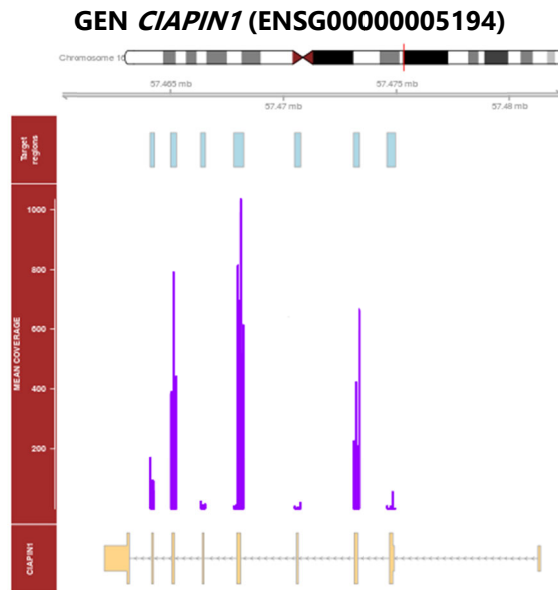 GEN CIAPIN1 (ENSG00000005194)
Chromosome 16
57.465 mb
57.475 mb
57.47 mb
57.48 mb
Target
regions
MEAN COVERAGE
1000
800
600
400
200
CIAPIN1